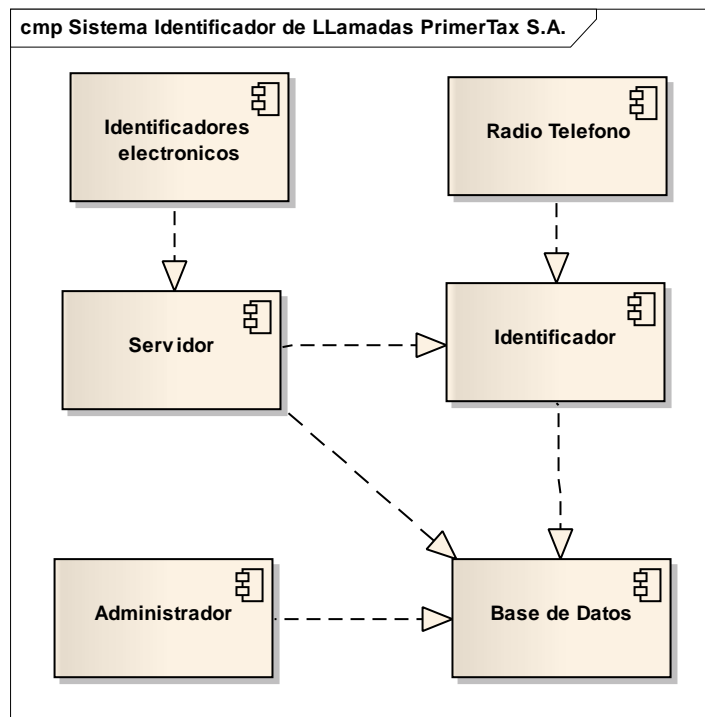 cmp Sistema Identificador de LLamadas PrimerTax S.A.
Identificadores
electronicos
Radio Telefono
Servidor
Identificador
Administrador
Base de Datos